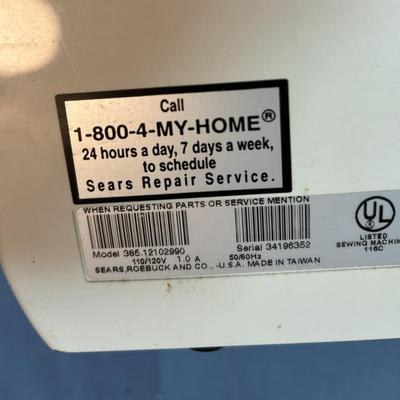 Call
1-800-4-MY-HOME®
24 hours a day, 7 days a week,
to schedule
Sears Repair Service.
WHEN REQUESTING PARTS OR SERVICE MENTION
Model 385.12102990 Serial 34196352
110/120V 1.0 A 50/60Hz
SEARS,ROEBUCK AND CO., -U.S.A. MADE IN TAIWAN
UL
LISTED
SEWING MACHIN
116C